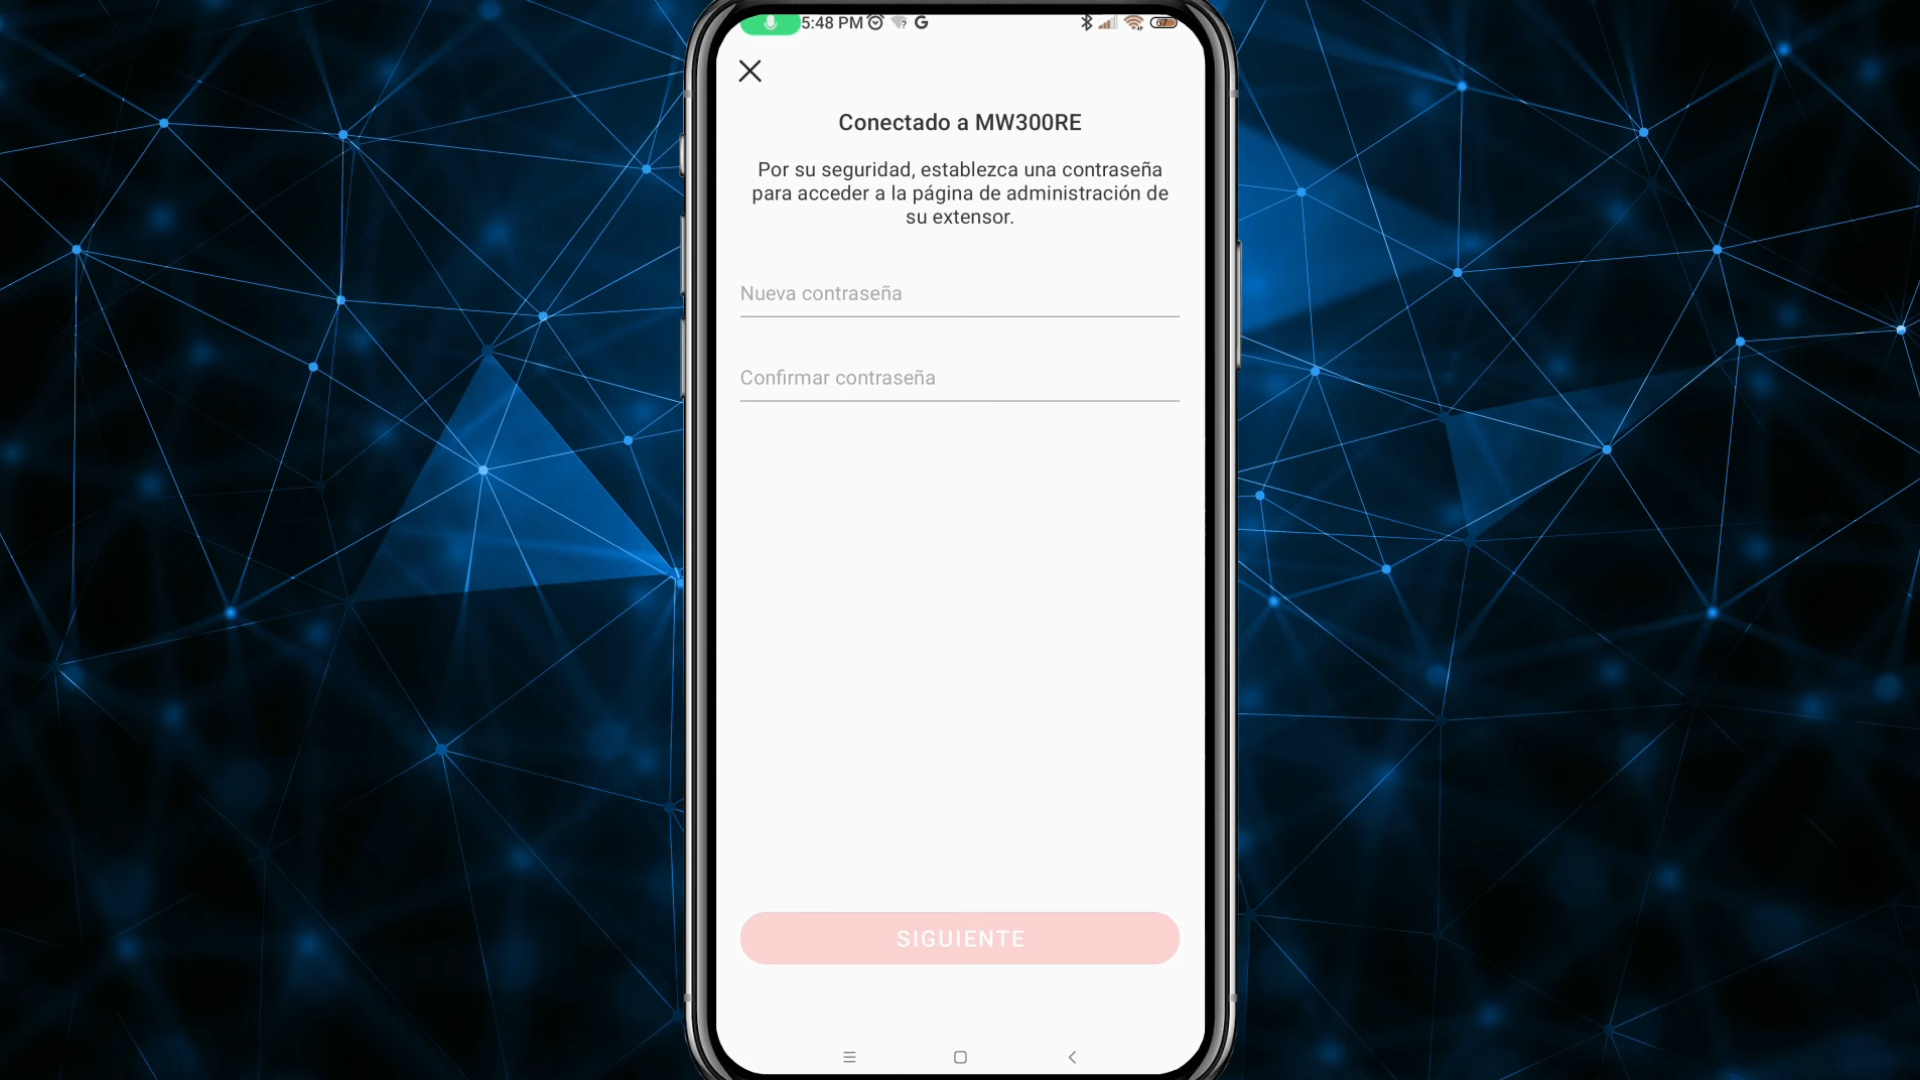 5:48 PM
67
Conectado a MW300RE
Por su seguridad, establezca una contraseña
para acceder a la página de administración de
su extensor.
Nueva contraseña
Confirmar contraseña
SIGUIENTE